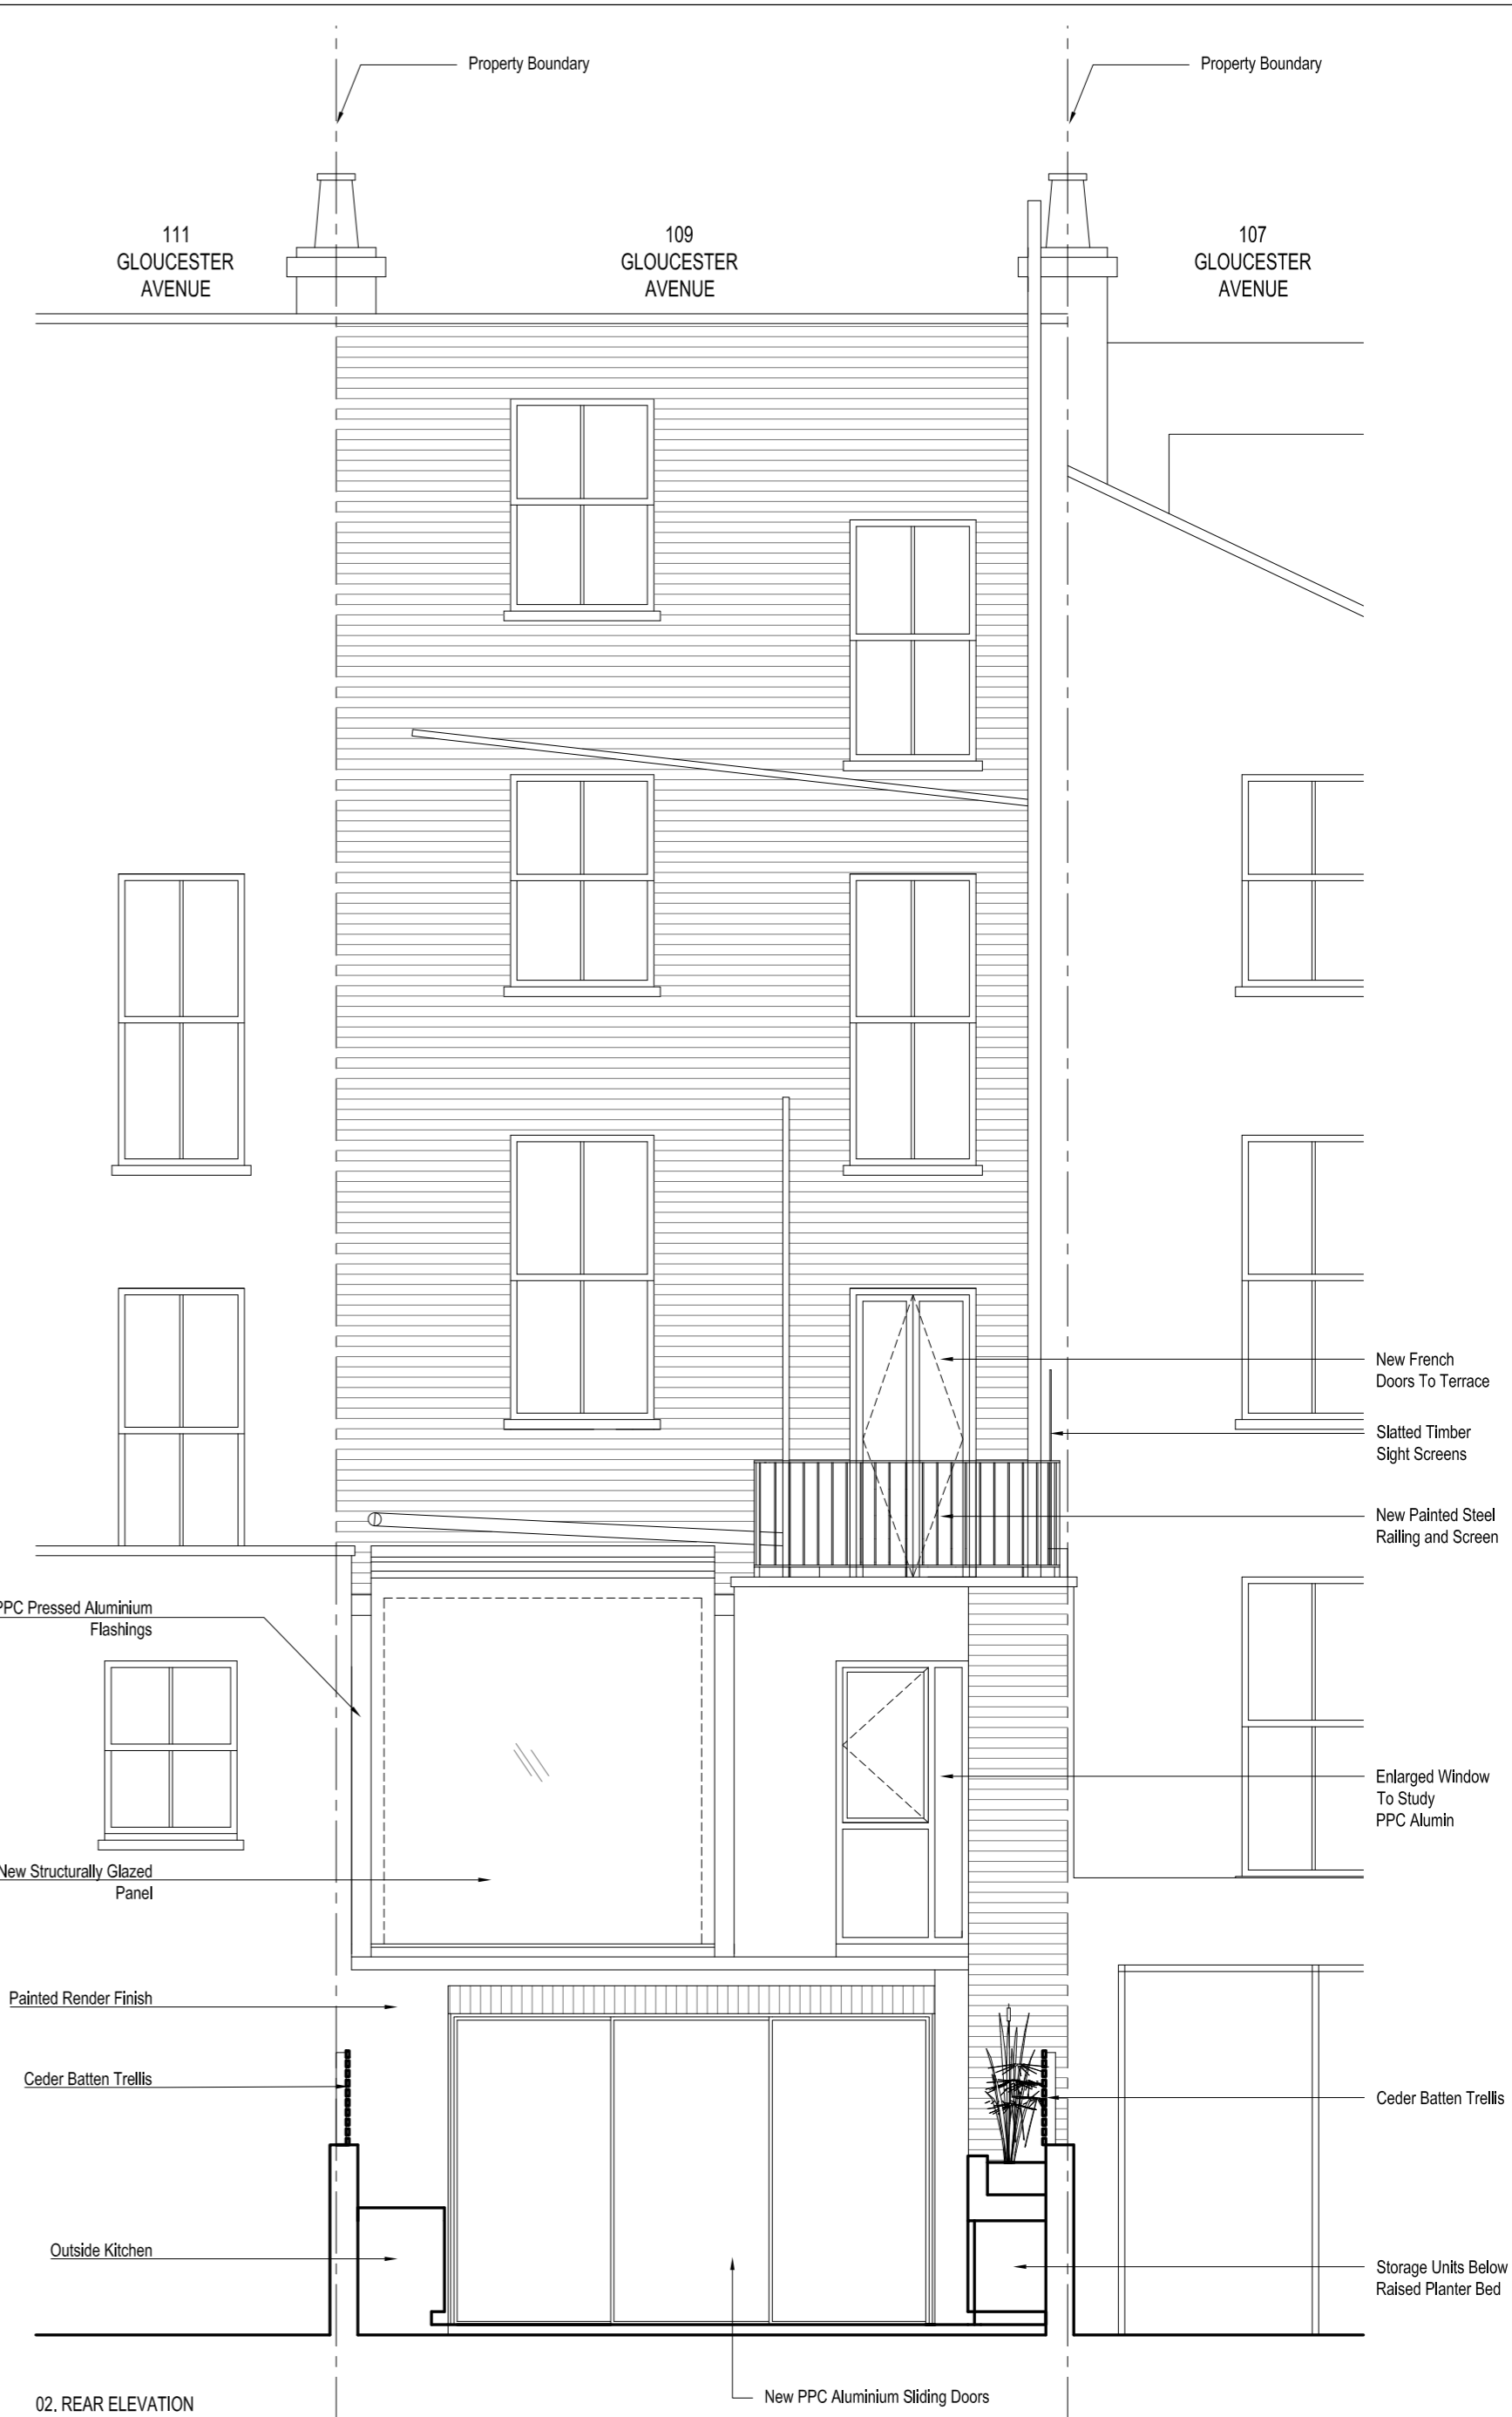 Property Boundary
Property Boundary
111
GLOUCESTER
AVENUE
109
GLOUCESTER
AVENUE
107
GLOUCESTER
AVENUE
New French
Doors To Terrace
Slatted Timber
Sight Screens
New Painted Steel
Railing and Screen
PPC Pressed Aluminium
Flashings
Enlarged Window
To Study
PPC Alumin
New Structurally Glazed
Panel
Painted Render Finish
Ceder Batten Trellis
Ceder Batten Trellis
Outside Kitchen
Storage Units Below
Raised Planter Bed
New PPC Aluminium Sliding Doors
02. REAR ELEVATION